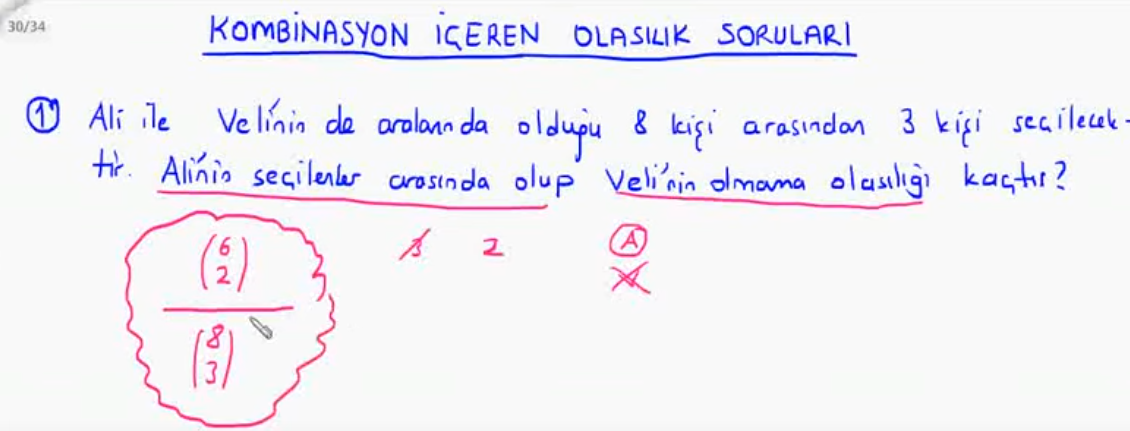 30/34
KOMBİNASYON İÇEREN OLASILIK SORULARI
1 Ali ile Veli'nin de aralarında olduğu 8 kişi arasından 3 kişi seçilecek-
tir. Ali'nin seçilenler arasında olup Veli'nin olmama olasılığı kaçtır?
(6 3 2 A
2) V
(8
3)